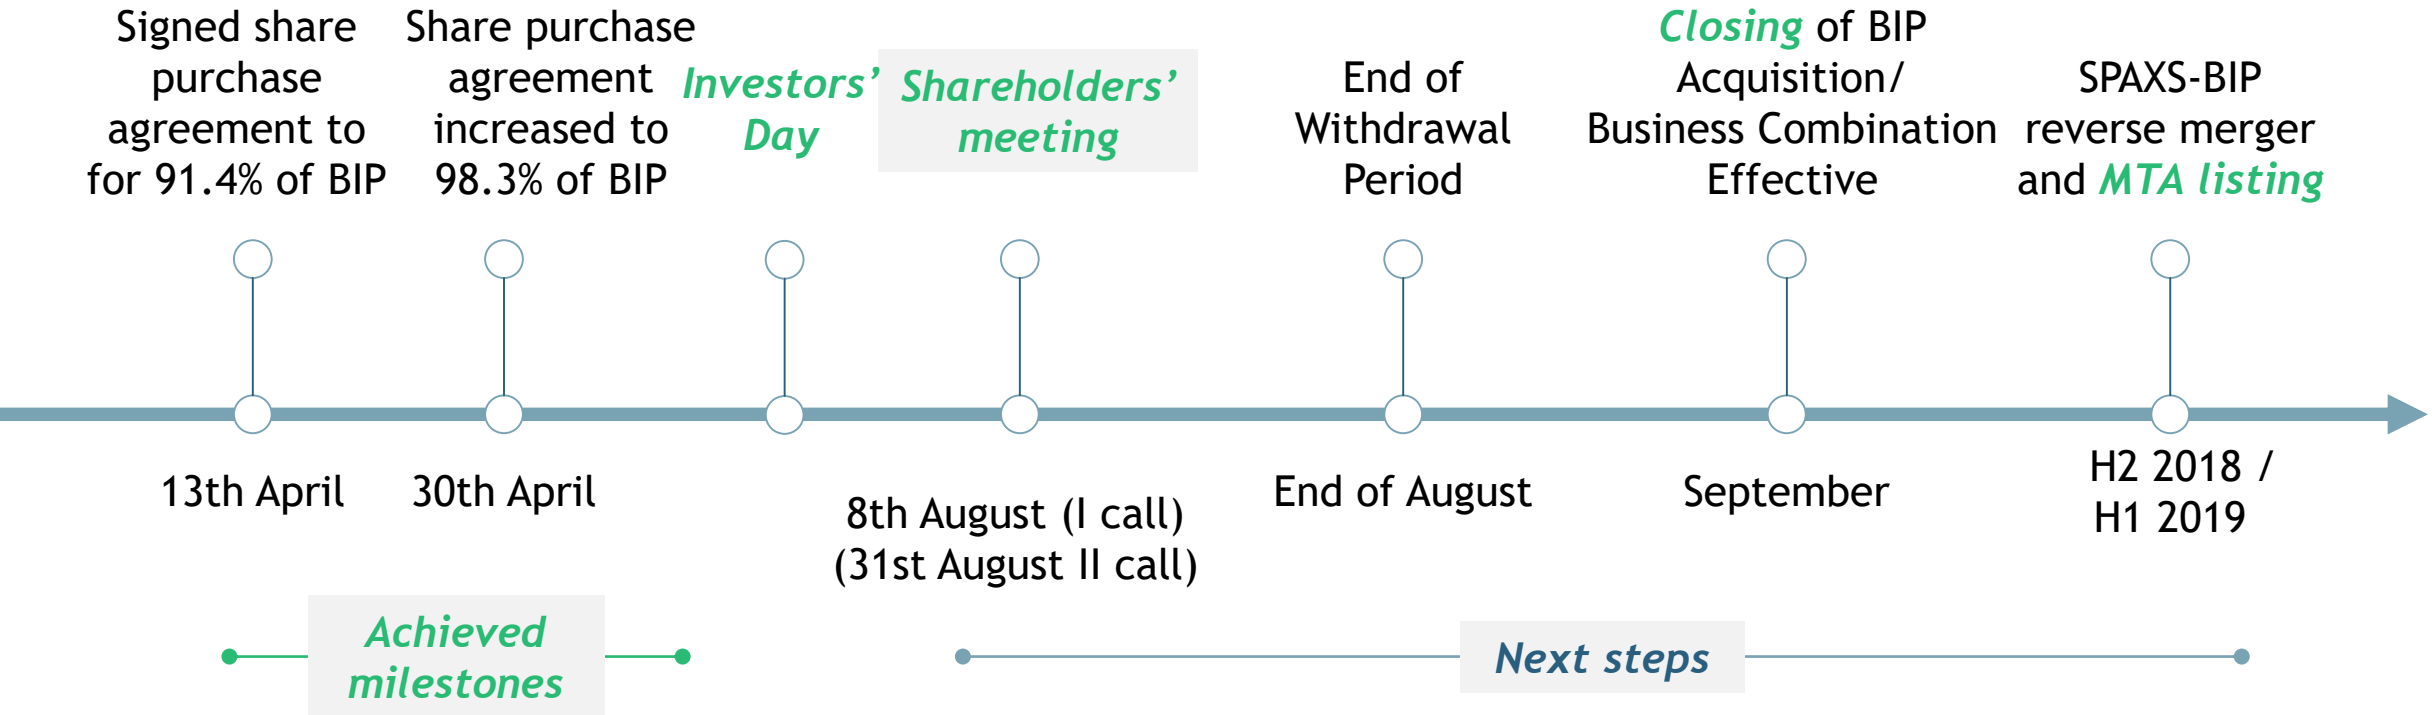 Signed share
purchase
agreement to
for 91.4% of BIP
Share purchase
agreement
increased to
98.3% of BIP
Investors’
Day
Shareholders’
meeting
End of
Withdrawal
Period
Closing of BIP
Acquisition/
Business Combination
Effective
SPAXS-BIP
reverse merger
and MTA listing
13th April
30th April
8th August (I call)
(31st August II call)
End of August
September
H2 2018 /
H1 2019
Achieved
milestones
Next steps